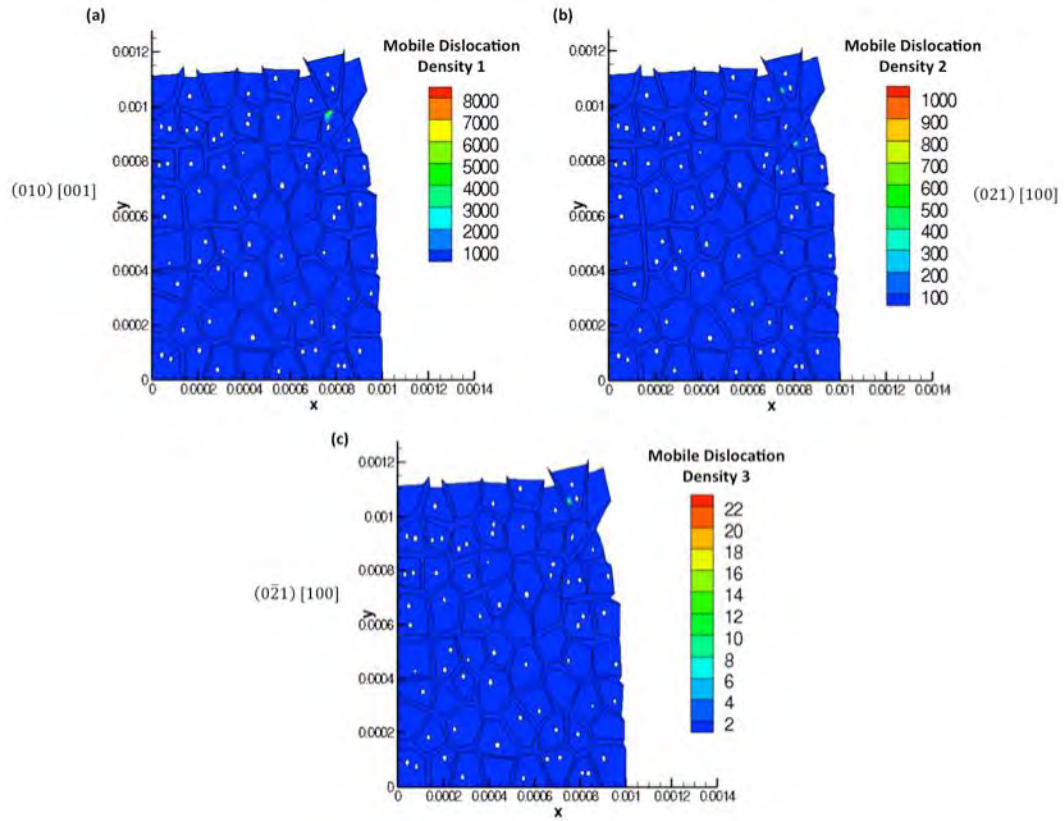 (a)
Mobile Dislocation
Density 1
0.0012
0.001
0.0008
0.0006
0.0004
0.0002
0
y
0.0002 0.0004 0.0006 0.0008 0.001 0.0012 0.0014
x
8000
7000
6000
5000
4000
3000
2000
1000
(010) [001]
(b)
Mobile Dislocation
Density 2
0.0012
0.001
0.0008
0.0006
0.0004
0.0002
0
y
0 0.0002 0.0004 0.0006 0.0008 0.001 0.0012 0.0014
x
1000
900
800
700
600
500
400
300
200
100
(021) [100]
(c)
Mobile Dislocation
Density 3
0.0012
0.001
0.0008
0.0006
0.0004
0.0002
0
y
0 0.0002 0.0004 0.0006 0.0008 0.001 0.0012 0.0014
x
22
20
18
16
14
12
10
8
6
4
2
(02̄1) [100]